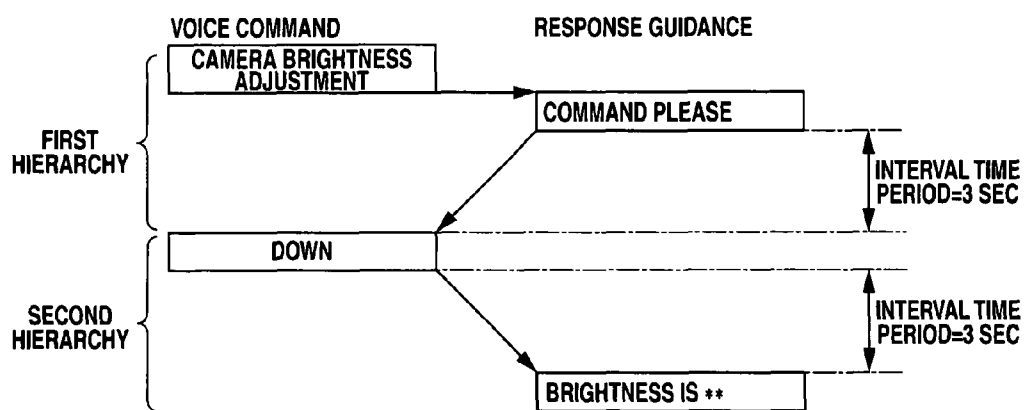 VOICE COMMAND
RESPONSE GUIDANCE
CAMERA BRIGHTNESS
ADJUSTMENT
COMMAND PLEASE
FIRST
HIERARCHY
INTERVAL TIME
PERIOD=3 SEC
DOWN
SECOND
HIERARCHY
INTERVAL TIME
PERIOD=3 SEC
BRIGHTNESS IS **